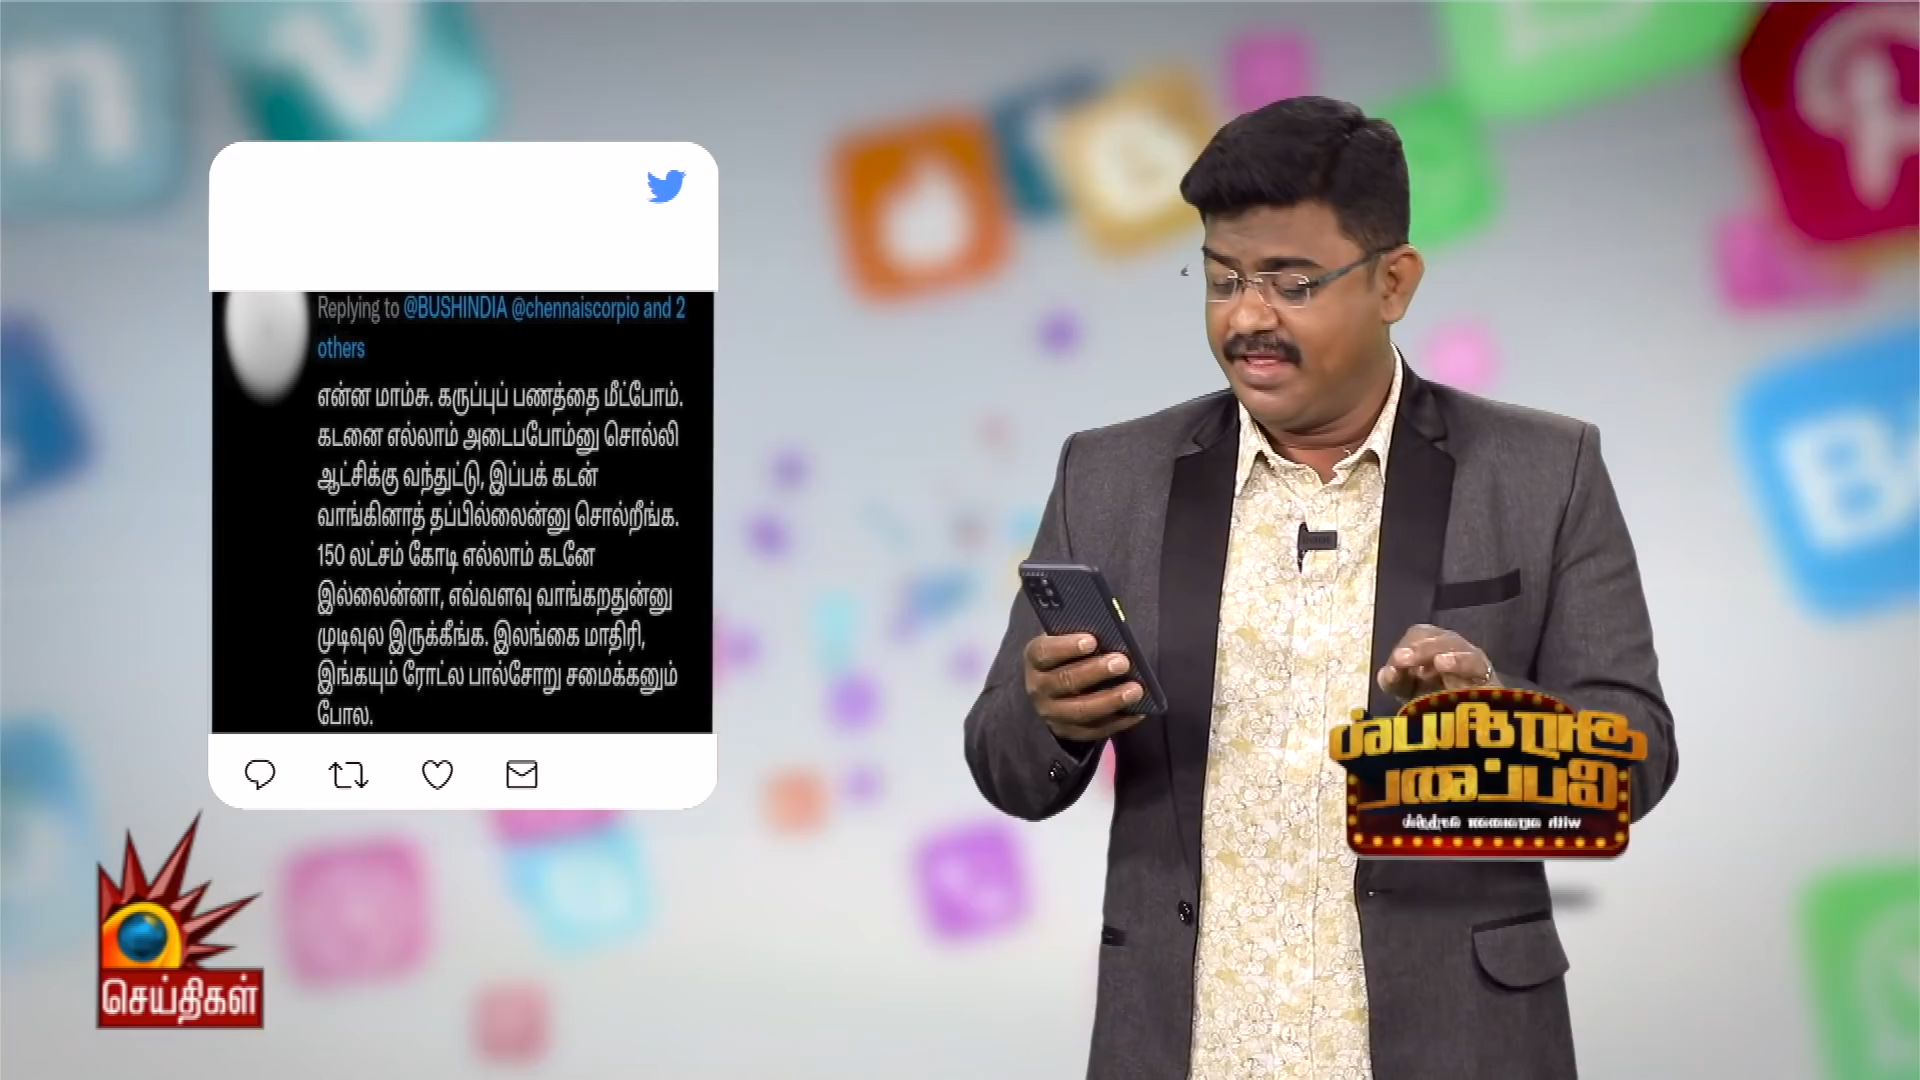 Replying to @BUSHINDIA @chennaiscorpio and 2
others
என்ன மாம்சு. கருப்புப் பணத்தை மீட்போம்.
கடனை எல்லாம் அடைபபோம்னு சொல்லி
ஆட்சிக்கு வந்துட்டு, இப்பக் கடன்
வாங்கினாத் தப்பில்லைன்னு சொல்றீங்க.
150 லட்சம் கோடி எல்லாம் கடனே
இல்லைன்னா, எவ்வளவு வாங்கறதுன்னு
முடிவுல இருக்கீங்க. இலங்கை மாதிரி,
இங்கயும் ரோட்ல பால்சோறு சமைக்கனும்
போல.
செய்திகள்